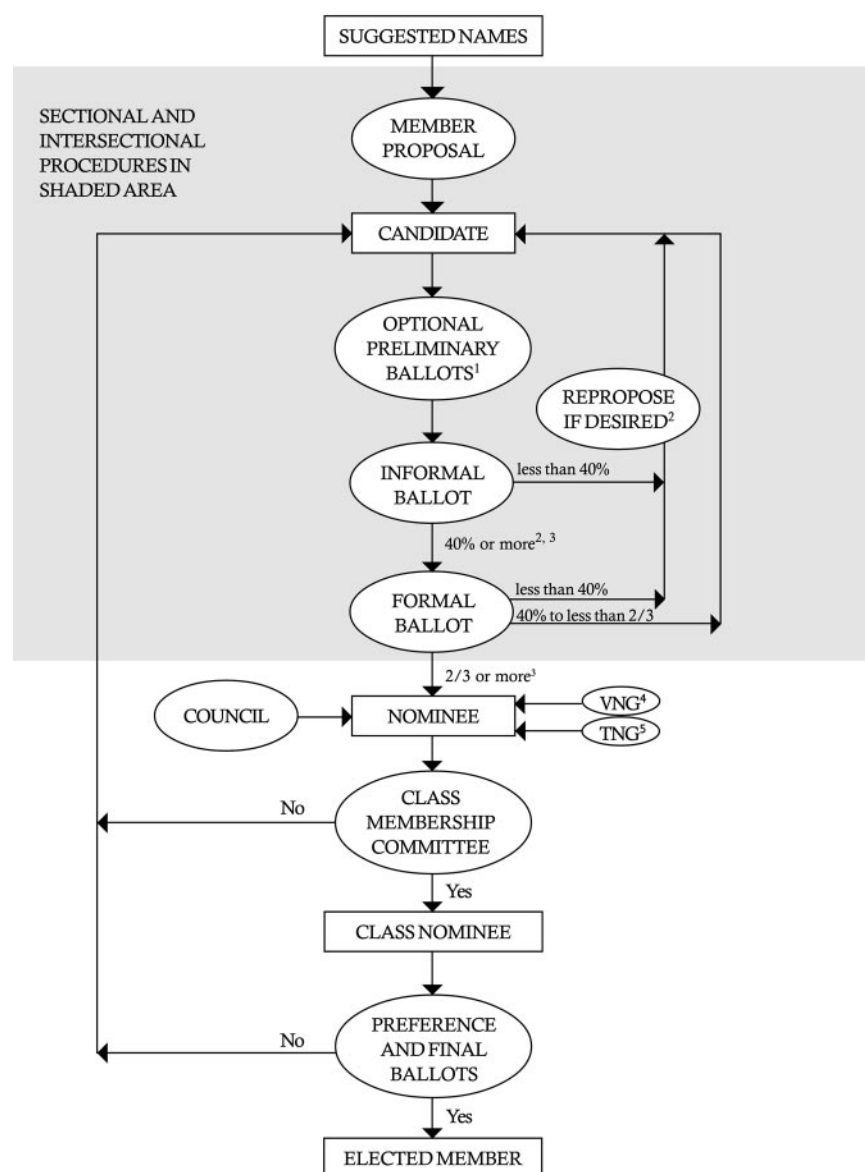 SUGGESTED NAMES
SECTIONAL AND
INTERSECTIONAL
PROCEDURES IN
SHADED AREA
MEMBER
PROPOSAL
CANDIDATE
OPTIONAL
PRELIMINARY
BALLOTS¹
REPROPOSE
IF DESIRED²
INFORMAL
BALLOT
less than 40%
40% or more²˒ ³
FORMAL
BALLOT
less than 40%
40% to less than 2/3
2/3 or more³
COUNCIL
NOMINEE
VNG⁴
TNG⁵
CLASS
MEMBERSHIP
COMMITTEE
No
Yes
CLASS NOMINEE
PREFERENCE
AND FINAL
BALLOTS
No
Yes
ELECTED MEMBER